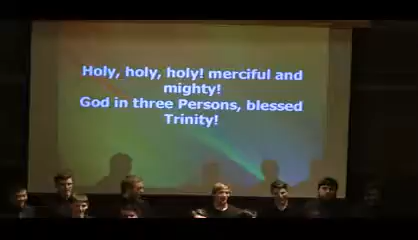 Holy, holy, holy! merciful and
mighty!
God in three Persons, blessed
Trinity!